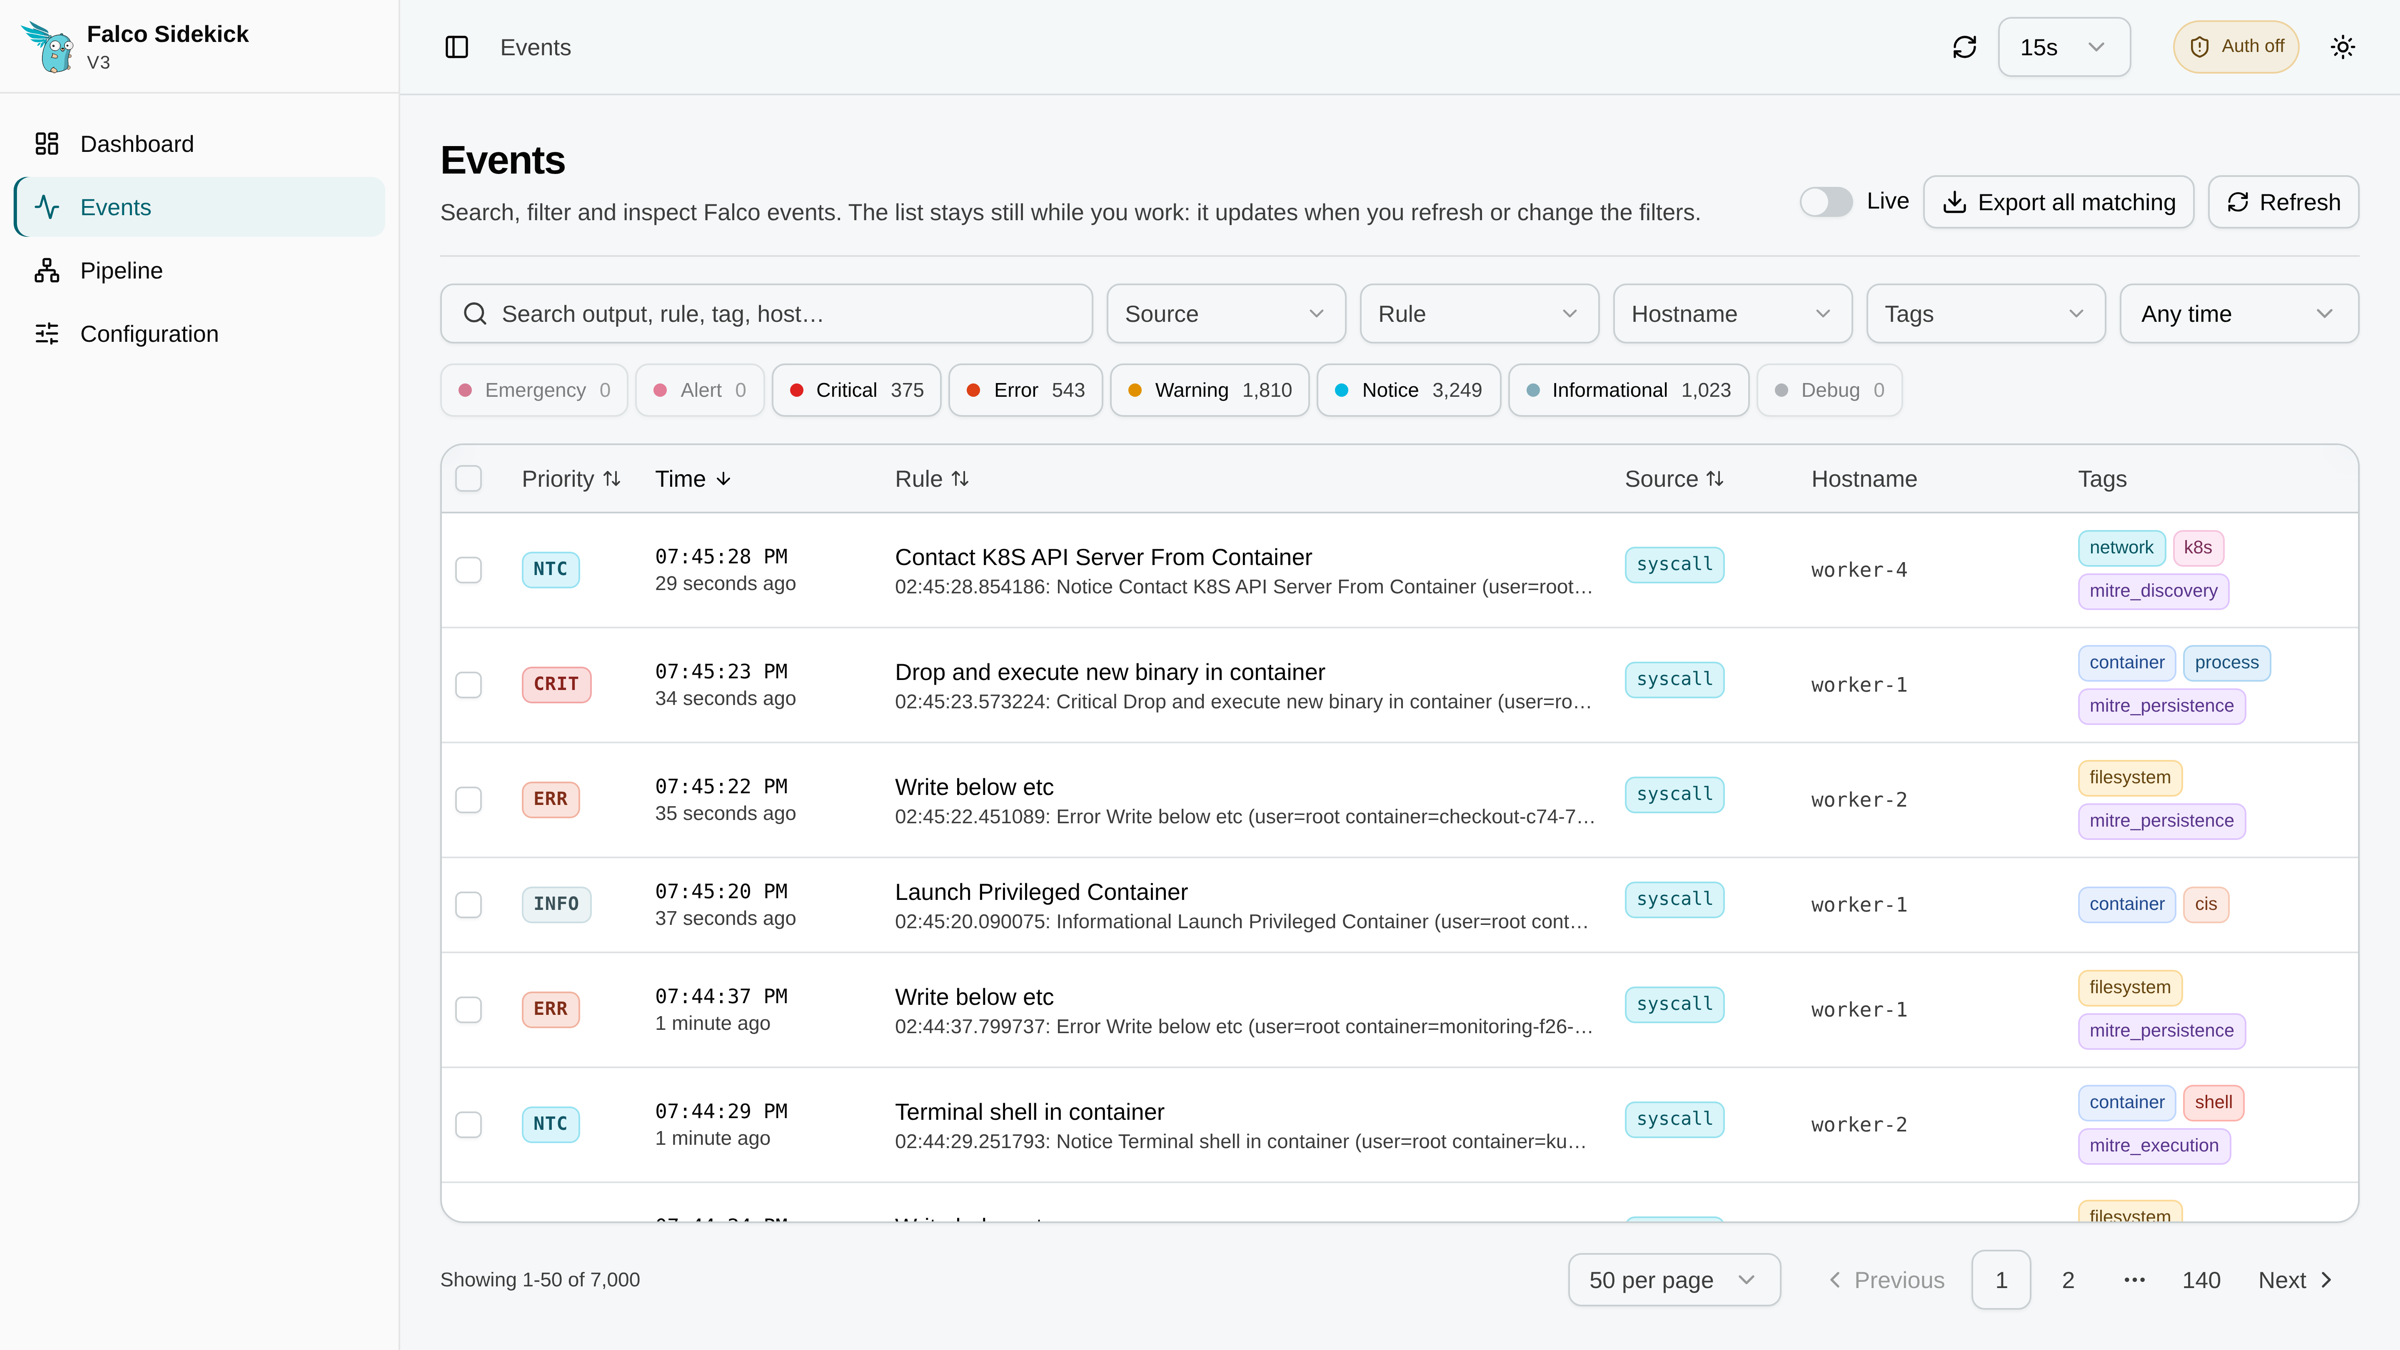 Falco Sidekick
V3
Dashboard
Events
Pipeline
Configuration
Events
15s
Auth off
Events
Search, filter and inspect Falco events. The list stays still while you work: it updates when you refresh or change the filters.
Live
Export all matching
Refresh
Search output, rule, tag, host…
Source
Rule
Hostname
Tags
Any time
Emergency 0
Alert 0
Critical 375
Error 543
Warning 1,810
Notice 3,249
Informational 1,023
Debug 0
Priority
Time
Rule
Source
Hostname
Tags
NTC
07:45:28 PM
29 seconds ago
Contact K8S API Server From Container
02:45:28.854186: Notice Contact K8S API Server From Container (user=root…
syscall
worker-4
network k8s
mitre_discovery
CRIT
07:45:23 PM
34 seconds ago
Drop and execute new binary in container
02:45:23.573224: Critical Drop and execute new binary in container (user=ro…
syscall
worker-1
container process
mitre_persistence
ERR
07:45:22 PM
35 seconds ago
Write below etc
02:45:22.451089: Error Write below etc (user=root container=checkout-c74-7…
syscall
worker-2
filesystem
mitre_persistence
INFO
07:45:20 PM
37 seconds ago
Launch Privileged Container
02:45:20.090075: Informational Launch Privileged Container (user=root cont…
syscall
worker-1
container cis
ERR
07:44:37 PM
1 minute ago
Write below etc
02:44:37.799737: Error Write below etc (user=root container=monitoring-f26-…
syscall
worker-1
filesystem
mitre_persistence
NTC
07:44:29 PM
1 minute ago
Terminal shell in container
02:44:29.251793: Notice Terminal shell in container (user=root container=ku…
syscall
worker-2
container shell
mitre_execution
filesystem
Showing 1-50 of 7,000
50 per page
Previous
1
2
•••
140
Next